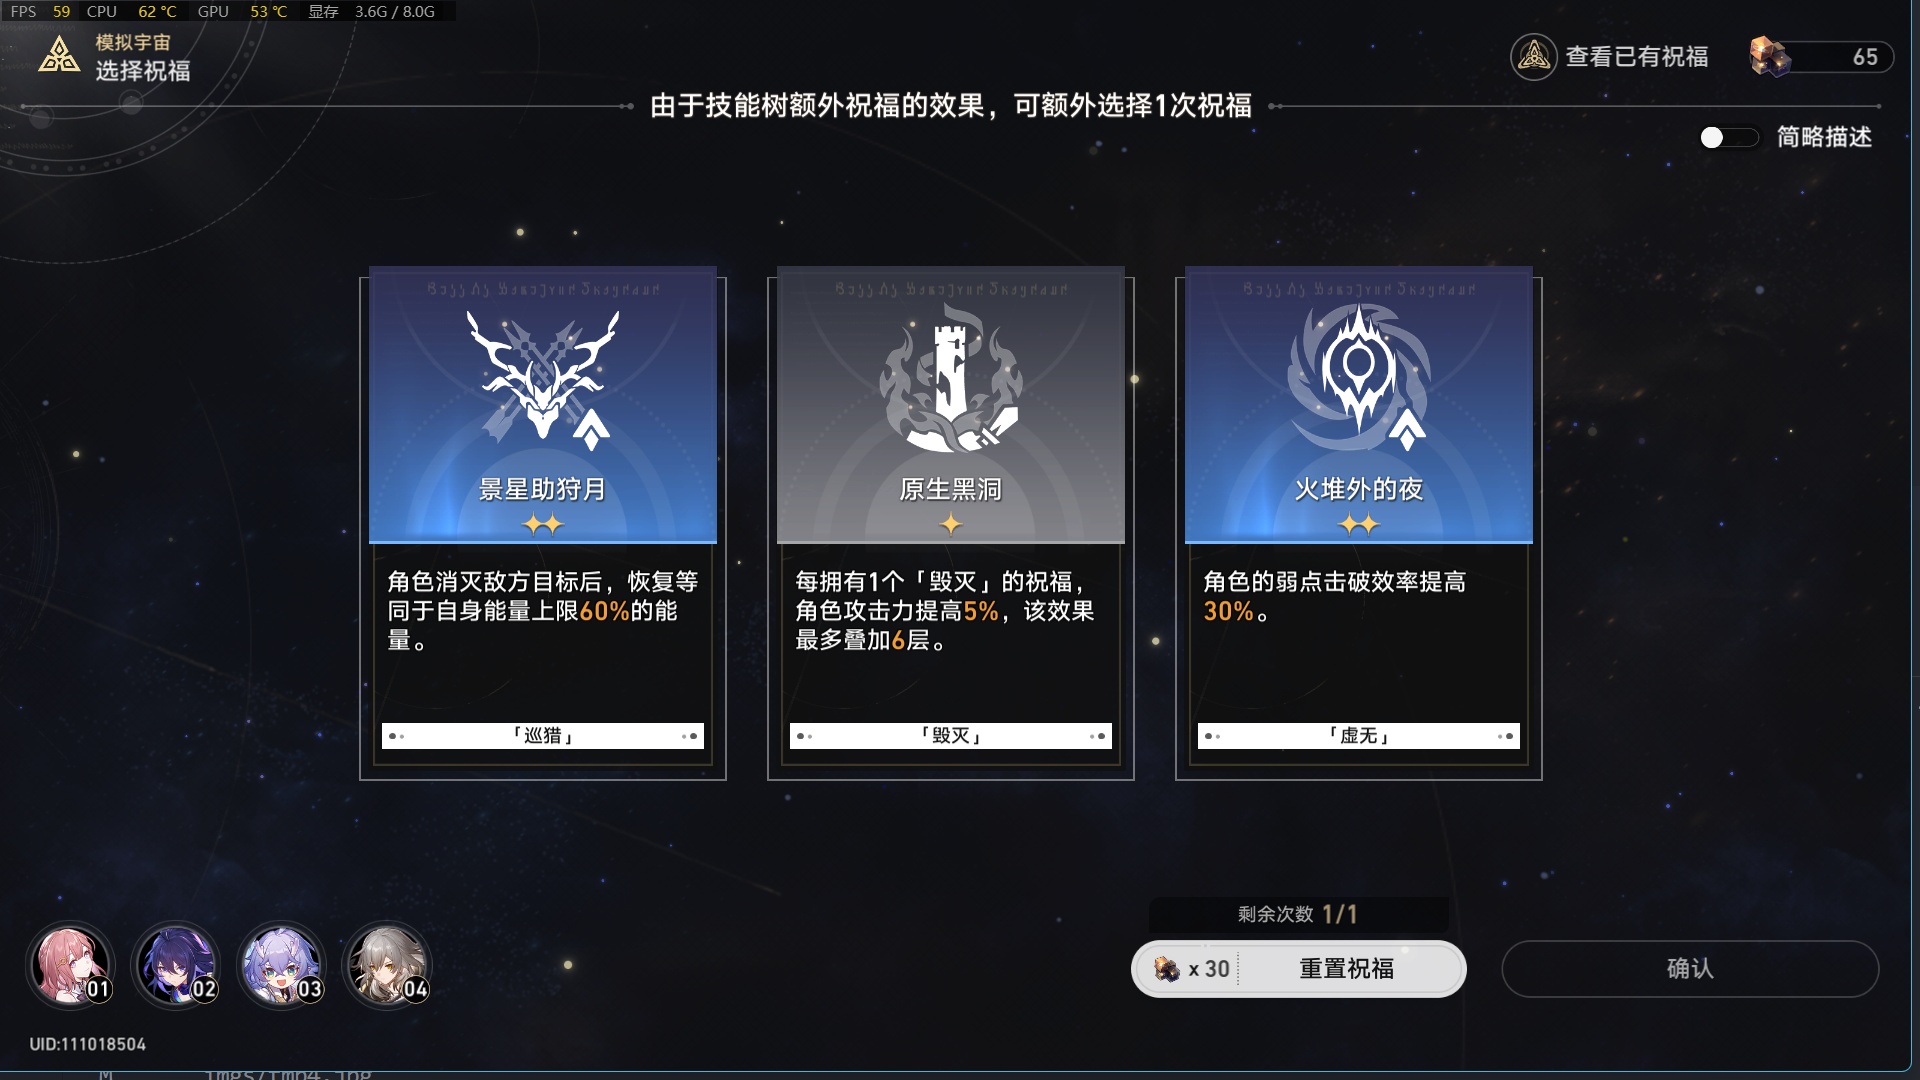 FPS 59 CPU 62 °C GPU 53 °C 显存 3.6G / 8.0G
模拟宇宙
选择祝福
查看已有祝福
65
由于技能树额外祝福的效果，可额外选择1次祝福
简略描述
景星助狩月
角色消灭敌方目标后，恢复等
同于自身能量上限60%的能
量。
「巡猎」
原生黑洞
每拥有1个「毁灭」的祝福，
角色攻击力提高5%，该效果
最多叠加6层。
「毁灭」
火堆外的夜
角色的弱点击破效率提高
30%。
「虚无」
01
02
03
04
剩余次数 1/1
x 30 重置祝福
确认
UID:111018504